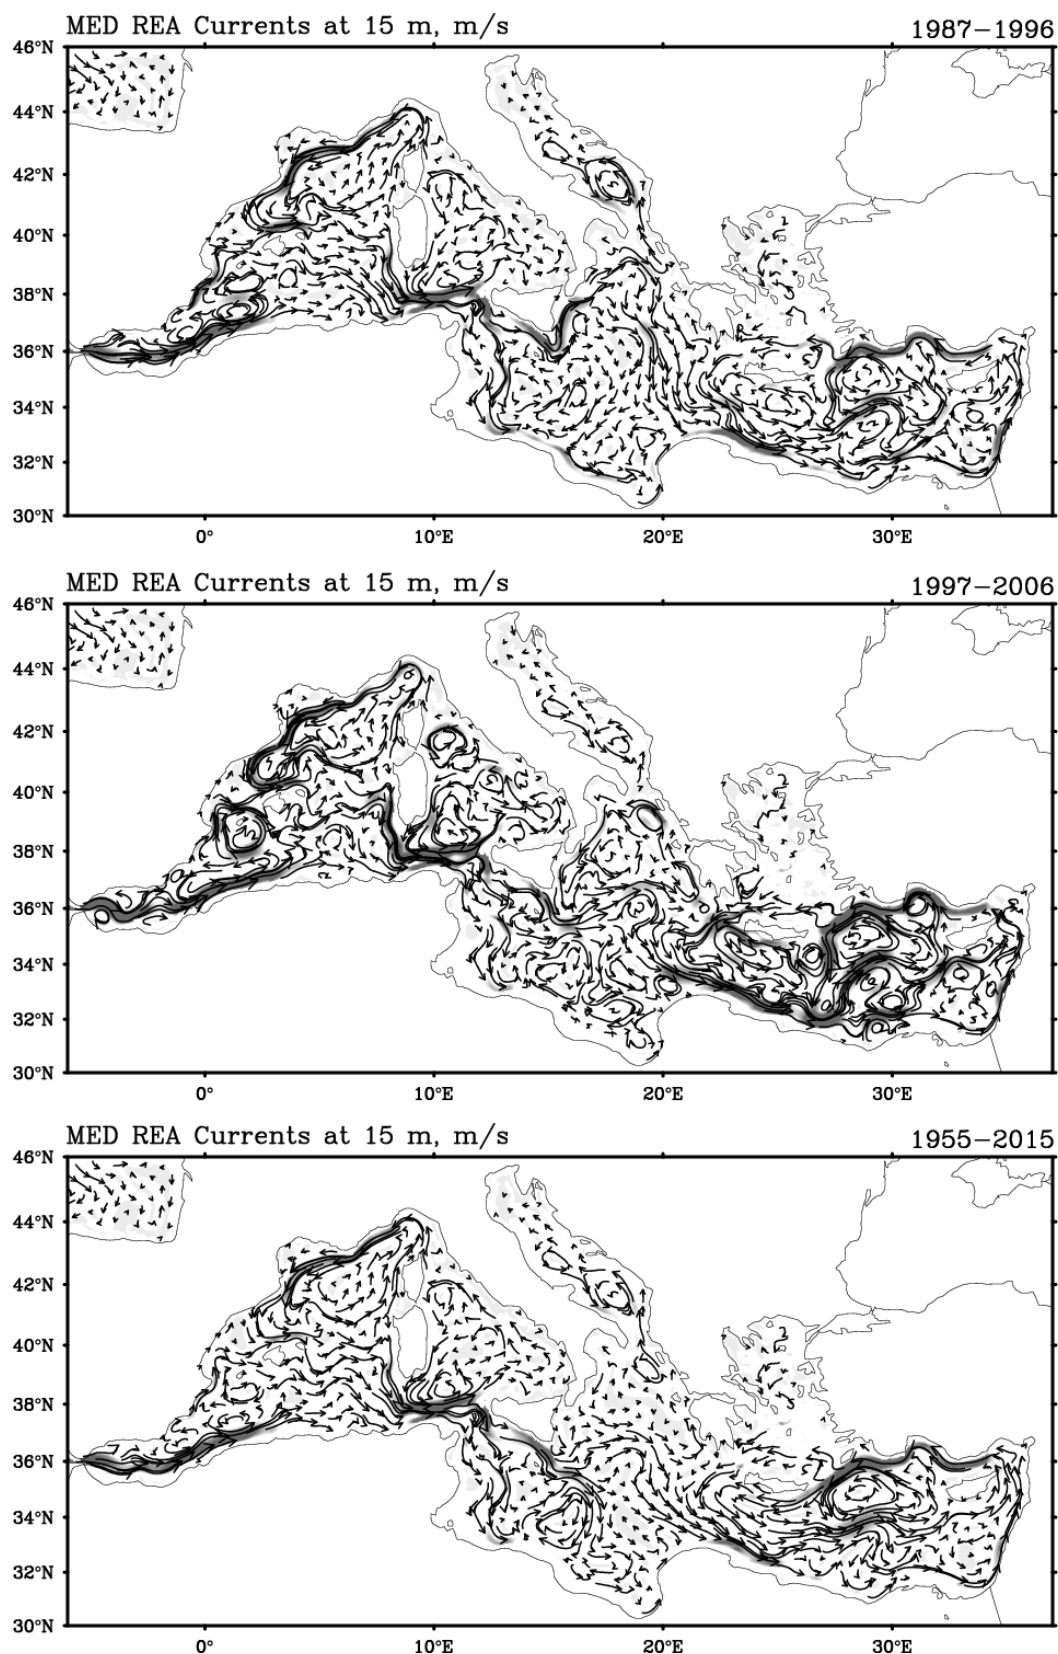 MED REA Currents at 15 m, m/s 1987−1996
46°N
44°N
42°N
40°N
38°N
36°N
34°N
32°N
30°N
0° 10°E 20°E 30°E
MED REA Currents at 15 m, m/s 1997−2006
46°N
44°N
42°N
40°N
38°N
36°N
34°N
32°N
30°N
0° 10°E 20°E 30°E
MED REA Currents at 15 m, m/s 1955−2015
46°N
44°N
42°N
40°N
38°N
36°N
34°N
32°N
30°N
0° 10°E 20°E 30°E